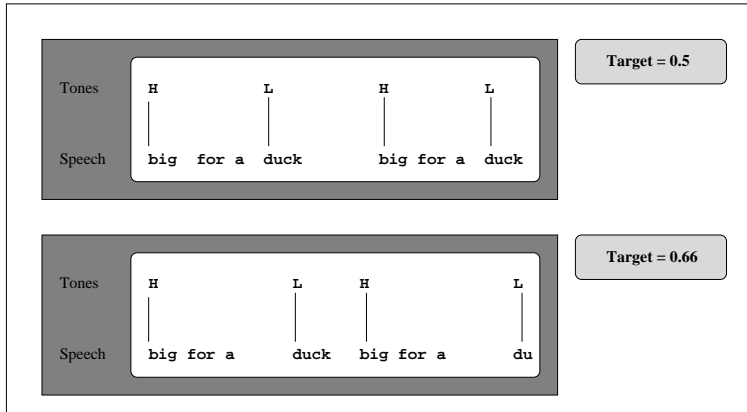 Target = 0.5
Tones H L H L
Speech big for a duck big for a duck
Target = 0.66
Tones H L H L
Speech big for a duck big for a du